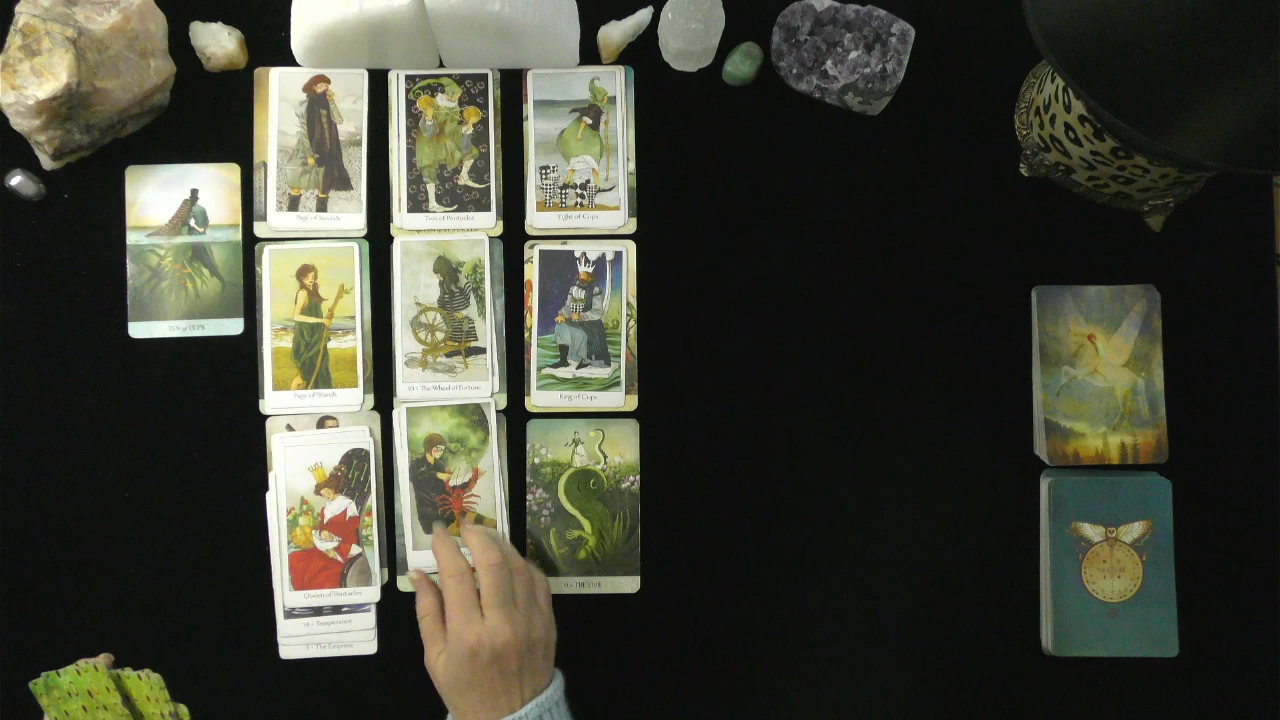 Page of Swords
Two of Pentacles
Eight of Cups
TEN of CUPS
Page of Wands
10 - The Wheel of Fortune
King of Cups
Queen of Pentacles
14 - Temperance
3 - The Empress
0 • THE FOOL